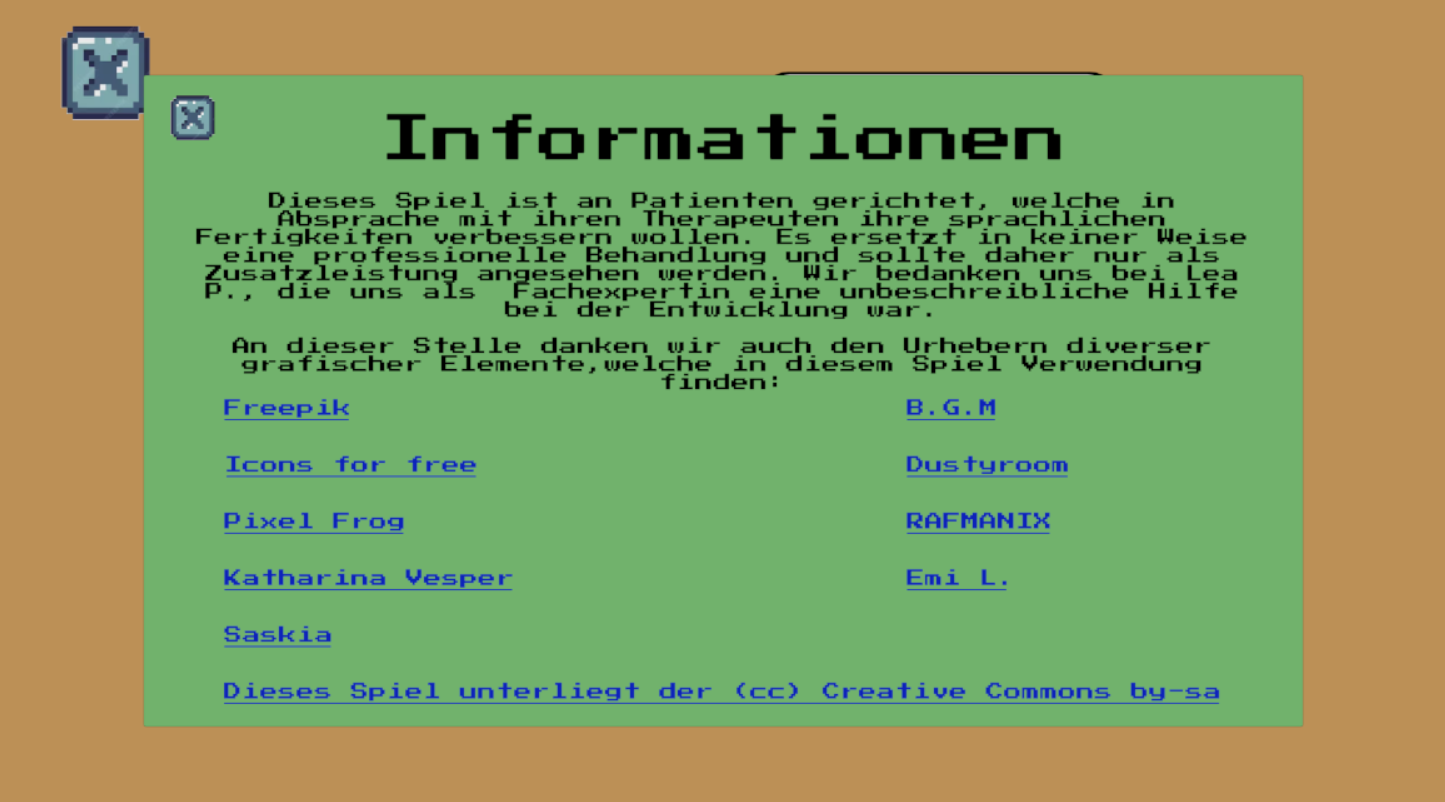 Informationen
Dieses Spiel ist an Patienten gerichtet, welche in
Absprache mit ihren Therapeuten ihre sprachlichen
Fertigkeiten verbessern wollen. Es ersetzt in keiner Weise
eine professionelle Behandlung und sollte daher nur als
Zusatzleistung angesehen werden. Wir bedanken uns bei Lea
P., die uns als  Fachexpertin eine unbeschreibliche Hilfe
bei der Entwicklung war.
An dieser Stelle danken wir auch den Urhebern diverser
grafischer Elemente,welche in diesem Spiel Verwendung
finden:
Freepik
Icons for free
Pixel Frog
Katharina Vesper
Saskia
B.G.M
Dustyroom
RAFMANIX
Emi L.
Dieses Spiel unterliegt der (cc) Creative Commons by-sa